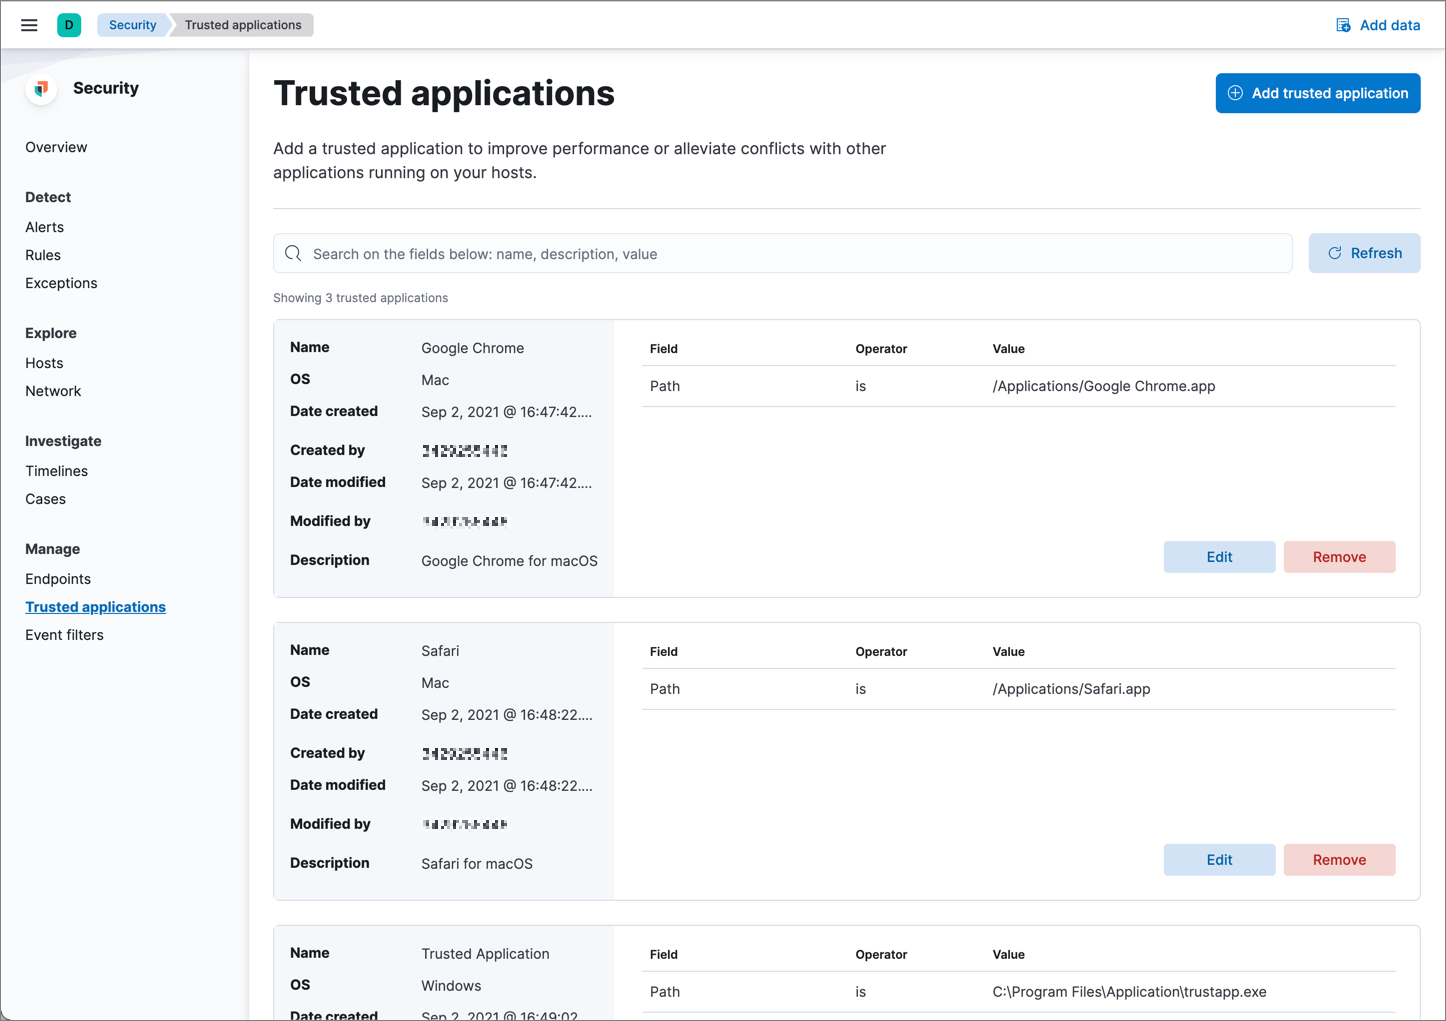 D Security Trusted applications Add data
Security
Overview
Detect
Alerts
Rules
Exceptions
Explore
Hosts
Network
Investigate
Timelines
Cases
Manage
Endpoints
Trusted applications
Event filters
Trusted applications
Add trusted application
Add a trusted application to improve performance or alleviate conflicts with other
applications running on your hosts.
Search on the fields below: name, description, value
Refresh
Showing 3 trusted applications
Name Google Chrome
OS Mac
Date created Sep 2, 2021 @ 16:47:42....
Created by
Date modified Sep 2, 2021 @ 16:47:42....
Modified by
Description Google Chrome for macOS
Field Operator Value
Path is /Applications/Google Chrome.app
Edit Remove
Name Safari
OS Mac
Date created Sep 2, 2021 @ 16:48:22....
Created by
Date modified Sep 2, 2021 @ 16:48:22....
Modified by
Description Safari for macOS
Field Operator Value
Path is /Applications/Safari.app
Edit Remove
Name Trusted Application
OS Windows
Date created Sep 2, 2021 @ 16:49:02
Field Operator Value
Path is C:\Program Files\Application\trustapp.exe